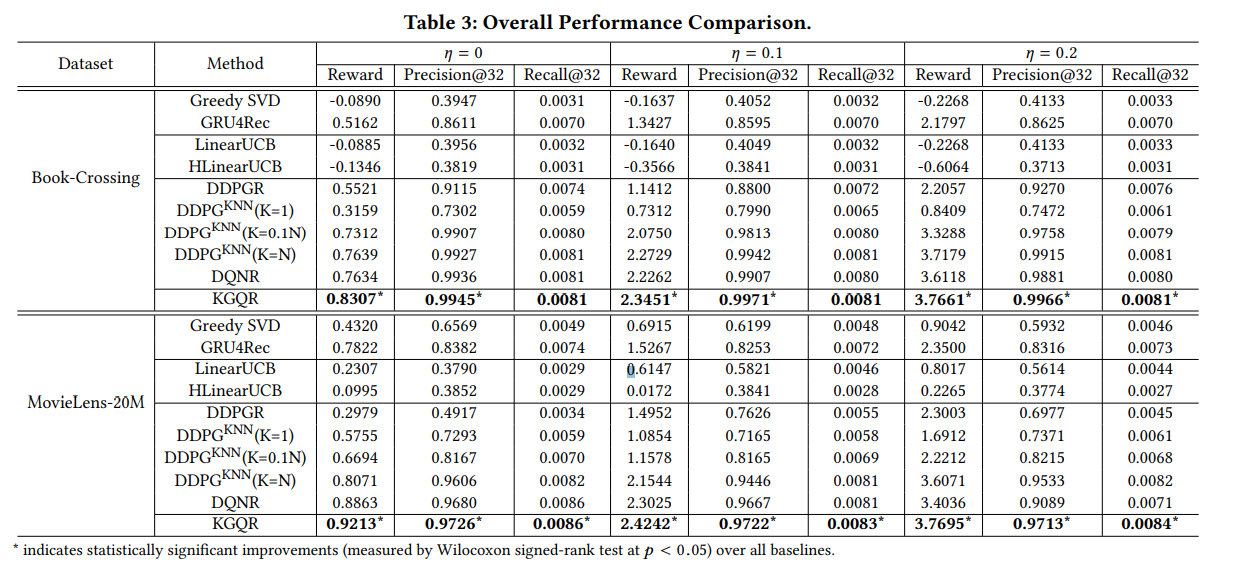 Table 3: Overall Performance Comparison.
Dataset Method η = 0 η = 0.1 η = 0.2
Reward Precision@32 Recall@32 Reward Precision@32 Recall@32 Reward Precision@32 Recall@32
Book-Crossing
Greedy SVD -0.0890 0.3947 0.0031 -0.1637 0.4052 0.0032 -0.2268 0.4133 0.0033
GRU4Rec 0.5162 0.8611 0.0070 1.3427 0.8595 0.0070 2.1797 0.8625 0.0070
LinearUCB -0.0885 0.3956 0.0032 -0.1640 0.4049 0.0032 -0.2268 0.4133 0.0033
HLinearUCB -0.1346 0.3819 0.0031 -0.3566 0.3841 0.0031 -0.6064 0.3713 0.0031
DDPGR 0.5521 0.9115 0.0074 1.1412 0.8800 0.0072 2.2057 0.9270 0.0076
DDPG^KNN(K=1) 0.3159 0.7302 0.0059 0.7312 0.7990 0.0065 0.8409 0.7472 0.0061
DDPG^KNN(K=0.1N) 0.7312 0.9907 0.0080 2.0750 0.9813 0.0080 3.3288 0.9758 0.0079
DDPG^KNN(K=N) 0.7639 0.9927 0.0081 2.2729 0.9942 0.0081 3.7179 0.9915 0.0081
DQNR 0.7634 0.9936 0.0081 2.2262 0.9907 0.0080 3.6118 0.9881 0.0080
KGQR 0.8307* 0.9945* 0.0081 2.3451* 0.9971* 0.0081 3.7661* 0.9966* 0.0081*
MovieLens-20M
Greedy SVD 0.4320 0.6569 0.0049 0.6915 0.6199 0.0048 0.9042 0.5932 0.0046
GRU4Rec 0.7822 0.8382 0.0074 1.5267 0.8253 0.0072 2.3500 0.8316 0.0073
LinearUCB 0.2307 0.3790 0.0029 0.6147 0.5821 0.0046 0.8017 0.5614 0.0044
HLinearUCB 0.0995 0.3852 0.0029 0.0172 0.3841 0.0028 0.2265 0.3774 0.0027
DDPGR 0.2979 0.4917 0.0034 1.4952 0.7626 0.0055 2.3003 0.6977 0.0045
DDPG^KNN(K=1) 0.5755 0.7293 0.0059 1.0854 0.7165 0.0058 1.6912 0.7371 0.0061
DDPG^KNN(K=0.1N) 0.6694 0.8167 0.0070 1.1578 0.8165 0.0069 2.2212 0.8215 0.0068
DDPG^KNN(K=N) 0.8071 0.9606 0.0082 2.1544 0.9446 0.0081 3.6071 0.9533 0.0082
DQNR 0.8863 0.9680 0.0086 2.3025 0.9667 0.0081 3.4036 0.9089 0.0071
KGQR 0.9213* 0.9726* 0.0086* 2.4242* 0.9722* 0.0083* 3.7695* 0.9713* 0.0084*
* indicates statistically significant improvements (measured by Wilocoxon signed-rank test at p < 0.05) over all baselines.